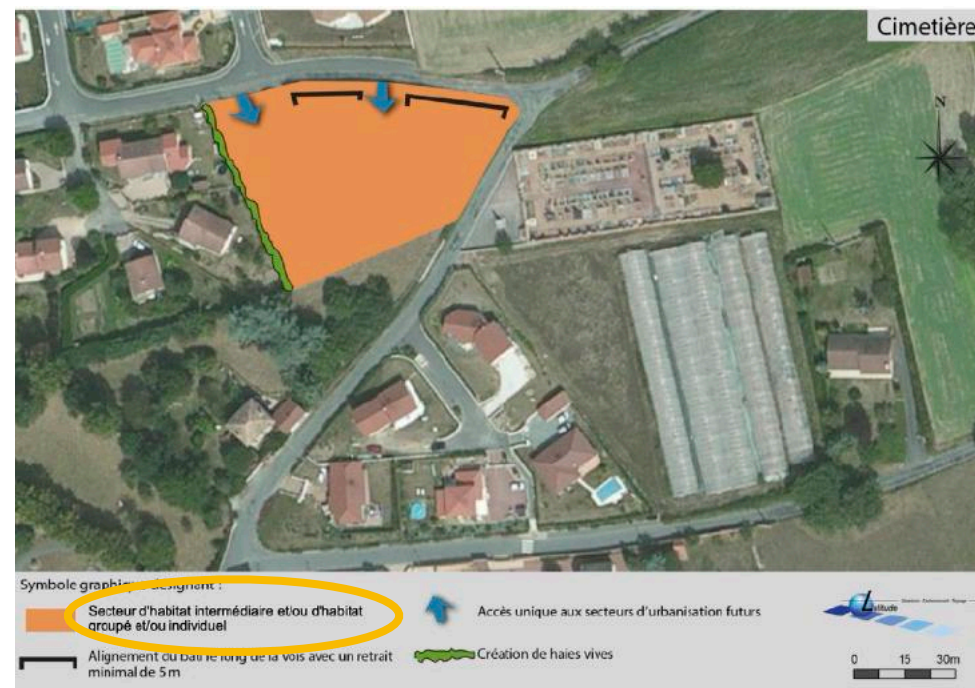 Cimetière
N
Symbole graphique désignant :
Secteur d'habitat intermédiaire et/ou d'habitat
groupé et/ou individuel
Accès unique aux secteurs d'urbanisation futurs
Alignement du bâti le long de la vois avec un retrait
minimal de 5 m
Création de haies vives
Latitude
0 15 30m